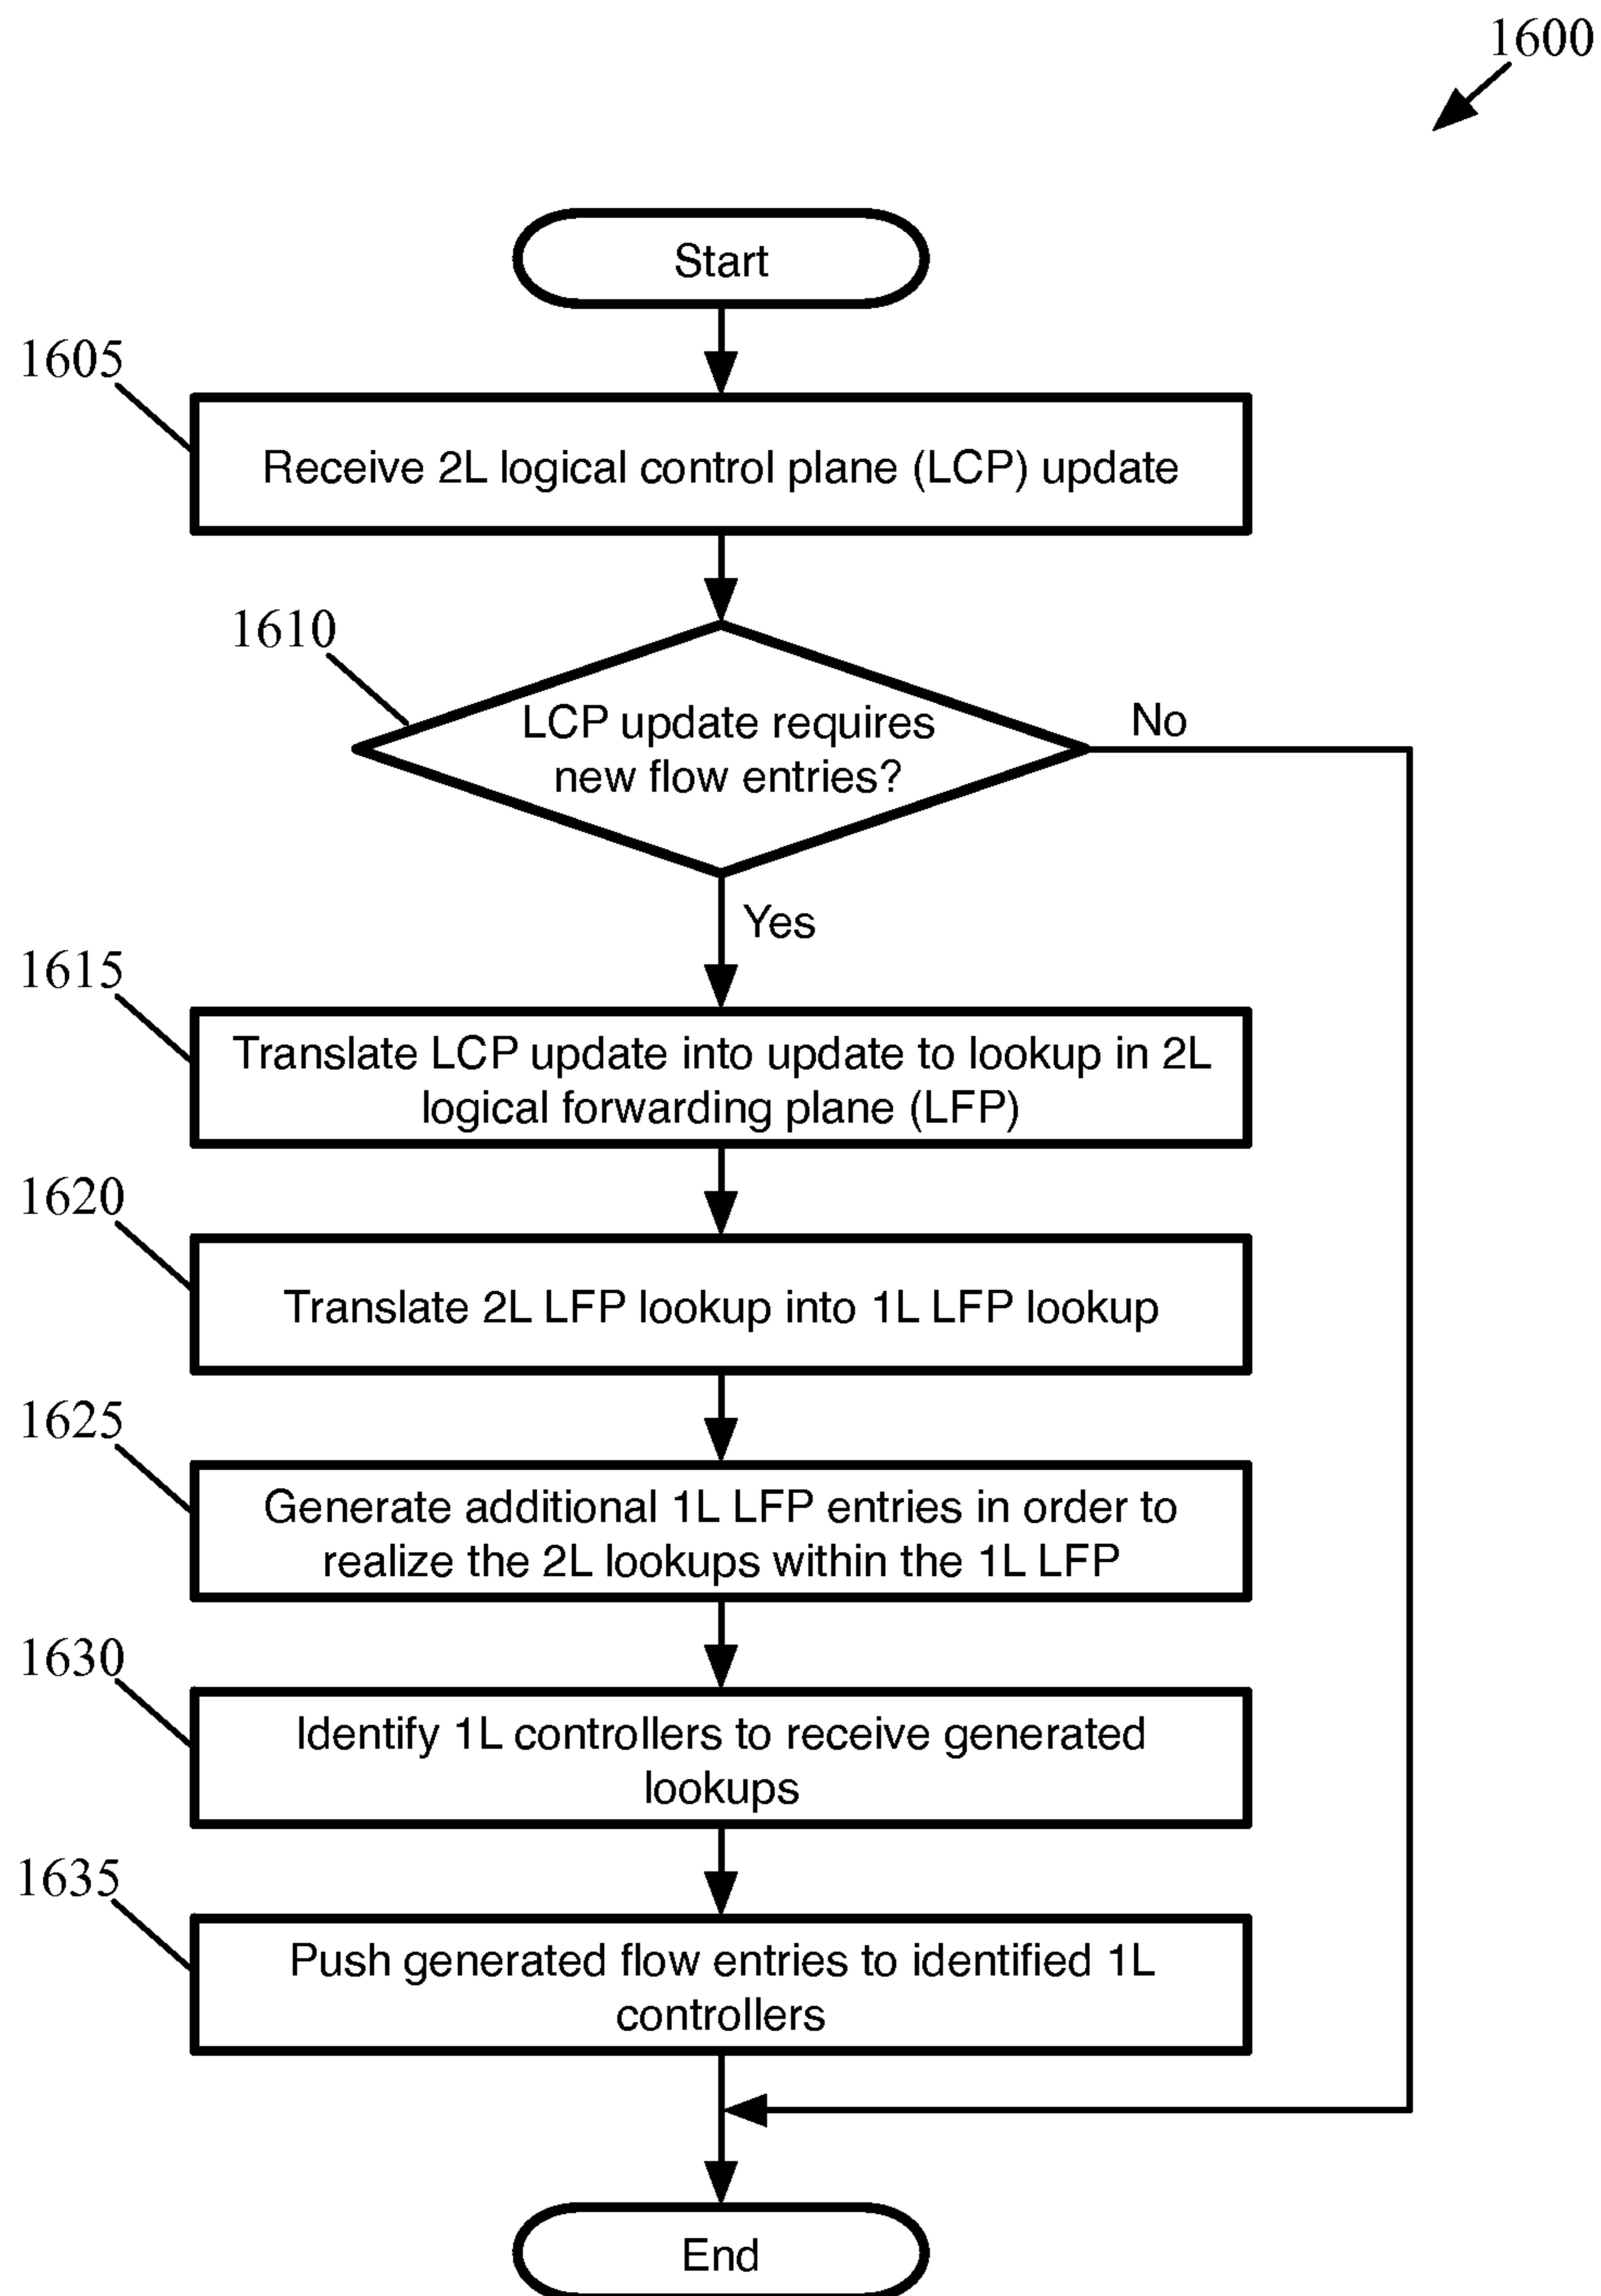 1600
Start
1605
Receive 2L logical control plane (LCP) update
1610
LCP update requires
new flow entries?
No
Yes
1615
Translate LCP update into update to lookup in 2L
logical forwarding plane (LFP)
1620
Translate 2L LFP lookup into 1L LFP lookup
1625
Generate additional 1L LFP entries in order to
realize the 2L lookups within the 1L LFP
1630
Identify 1L controllers to receive generated
lookups
1635
Push generated flow entries to identified 1L
controllers
End